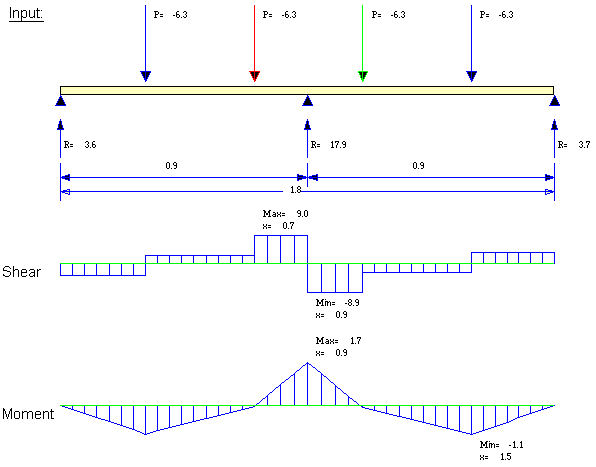 Input:
P= -6.3 P= -6.3 P= -6.3 P= -6.3
R= 3.6 R= 17.9 R= 3.7
0.9 0.9
1.8
Max= 9.0
x= 0.7
Shear
Min= -8.9
x= 0.9
Max= 1.7
x= 0.9
Moment
Min= -1.1
x= 1.5